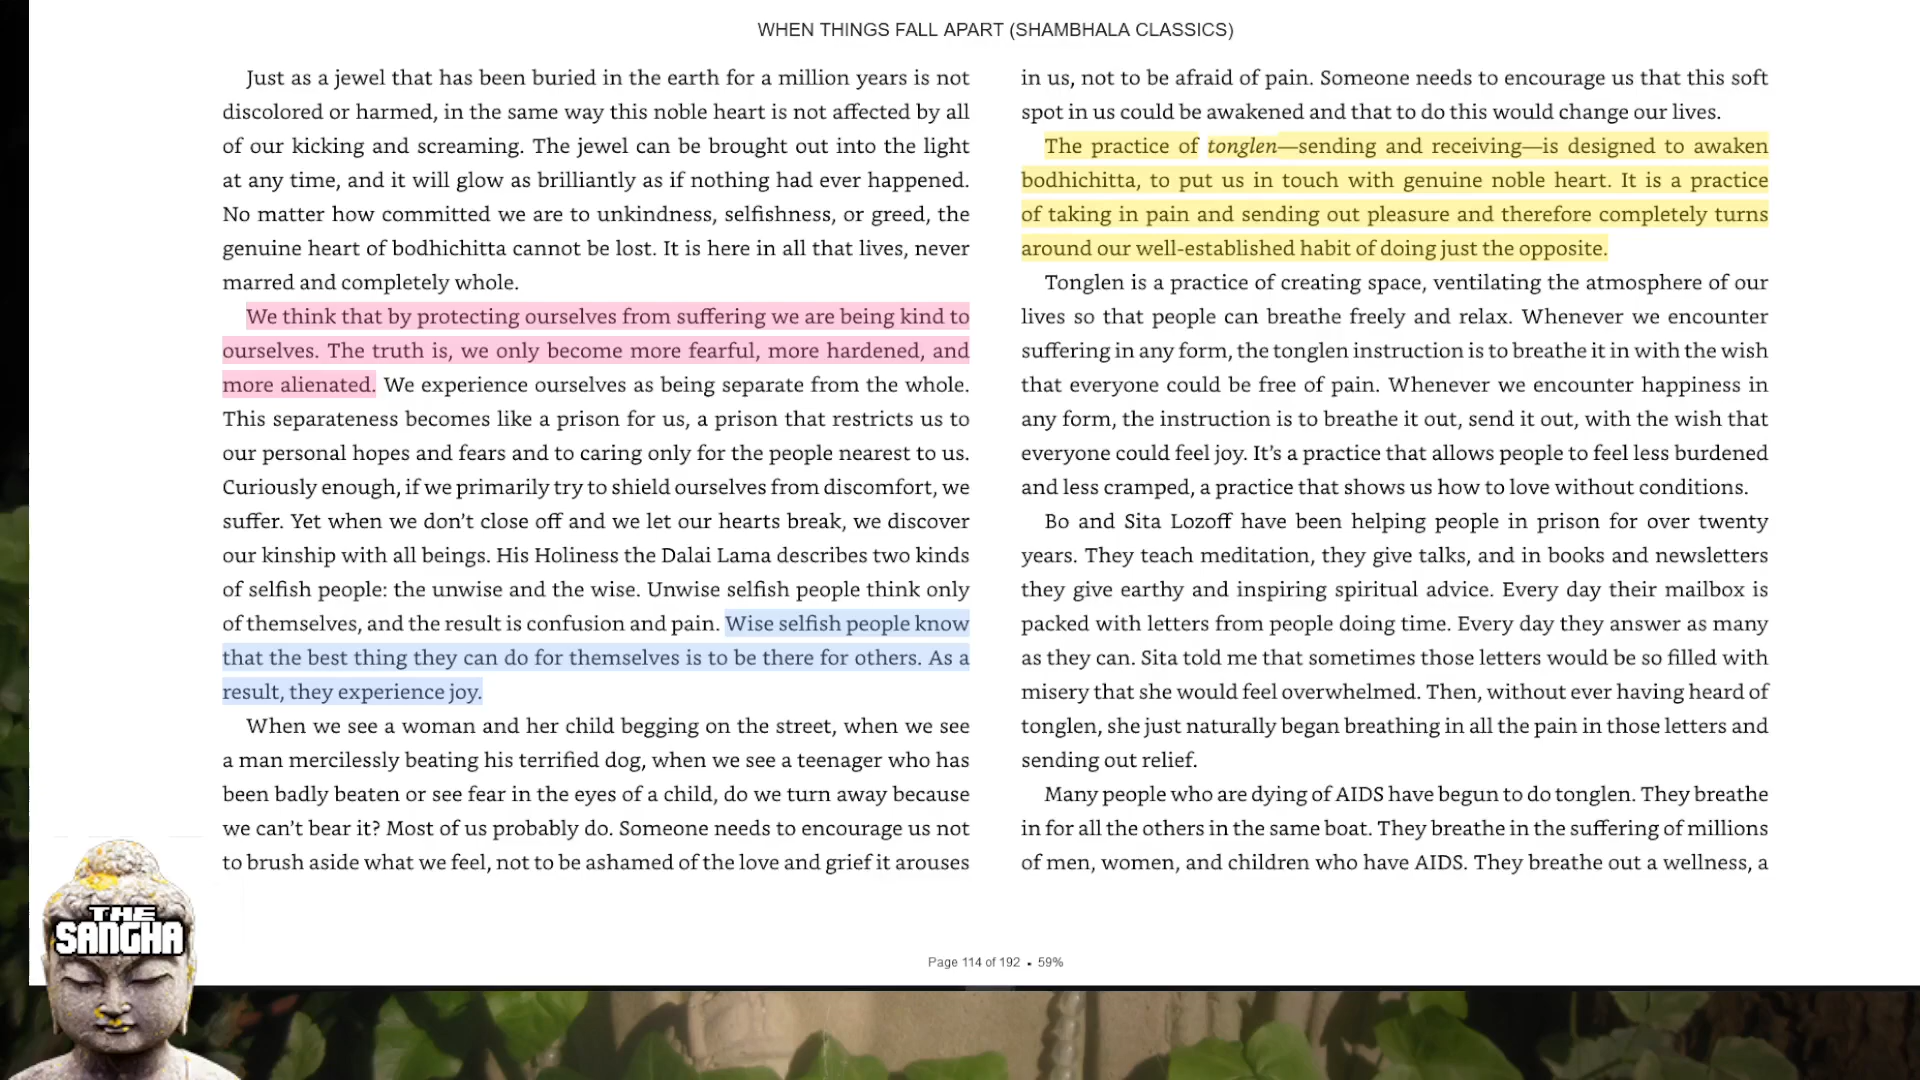 WHEN THINGS FALL APART (SHAMBHALA CLASSICS)
Just as a jewel that has been buried in the earth for a million years is not
discolored or harmed, in the same way this noble heart is not affected by all
of our kicking and screaming. The jewel can be brought out into the light
at any time, and it will glow as brilliantly as if nothing had ever happened.
No matter how committed we are to unkindness, selfishness, or greed, the
genuine heart of bodhichitta cannot be lost. It is here in all that lives, never
marred and completely whole.
We think that by protecting ourselves from suffering we are being kind to
ourselves. The truth is, we only become more fearful, more hardened, and
more alienated. We experience ourselves as being separate from the whole.
This separateness becomes like a prison for us, a prison that restricts us to
our personal hopes and fears and to caring only for the people nearest to us.
Curiously enough, if we primarily try to shield ourselves from discomfort, we
suffer. Yet when we don’t close off and we let our hearts break, we discover
our kinship with all beings. His Holiness the Dalai Lama describes two kinds
of selfish people: the unwise and the wise. Unwise selfish people think only
of themselves, and the result is confusion and pain. Wise selfish people know
that the best thing they can do for themselves is to be there for others. As a
result, they experience joy.
When we see a woman and her child begging on the street, when we see
a man mercilessly beating his terrified dog, when we see a teenager who has
been badly beaten or see fear in the eyes of a child, do we turn away because
we can’t bear it? Most of us probably do. Someone needs to encourage us not
to brush aside what we feel, not to be ashamed of the love and grief it arouses
in us, not to be afraid of pain. Someone needs to encourage us that this soft
spot in us could be awakened and that to do this would change our lives.
The practice of tonglen—sending and receiving—is designed to awaken
bodhichitta, to put us in touch with genuine noble heart. It is a practice
of taking in pain and sending out pleasure and therefore completely turns
around our well-established habit of doing just the opposite.
Tonglen is a practice of creating space, ventilating the atmosphere of our
lives so that people can breathe freely and relax. Whenever we encounter
suffering in any form, the tonglen instruction is to breathe it in with the wish
that everyone could be free of pain. Whenever we encounter happiness in
any form, the instruction is to breathe it out, send it out, with the wish that
everyone could feel joy. It’s a practice that allows people to feel less burdened
and less cramped, a practice that shows us how to love without conditions.
Bo and Sita Lozoff have been helping people in prison for over twenty
years. They teach meditation, they give talks, and in books and newsletters
they give earthy and inspiring spiritual advice. Every day their mailbox is
packed with letters from people doing time. Every day they answer as many
as they can. Sita told me that sometimes those letters would be so filled with
misery that she would feel overwhelmed. Then, without ever having heard of
tonglen, she just naturally began breathing in all the pain in those letters and
sending out relief.
Many people who are dying of AIDS have begun to do tonglen. They breathe
in for all the others in the same boat. They breathe in the suffering of millions
of men, women, and children who have AIDS. They breathe out a wellness, a
Page 114 of 192 • 59%
THE
SANGHA